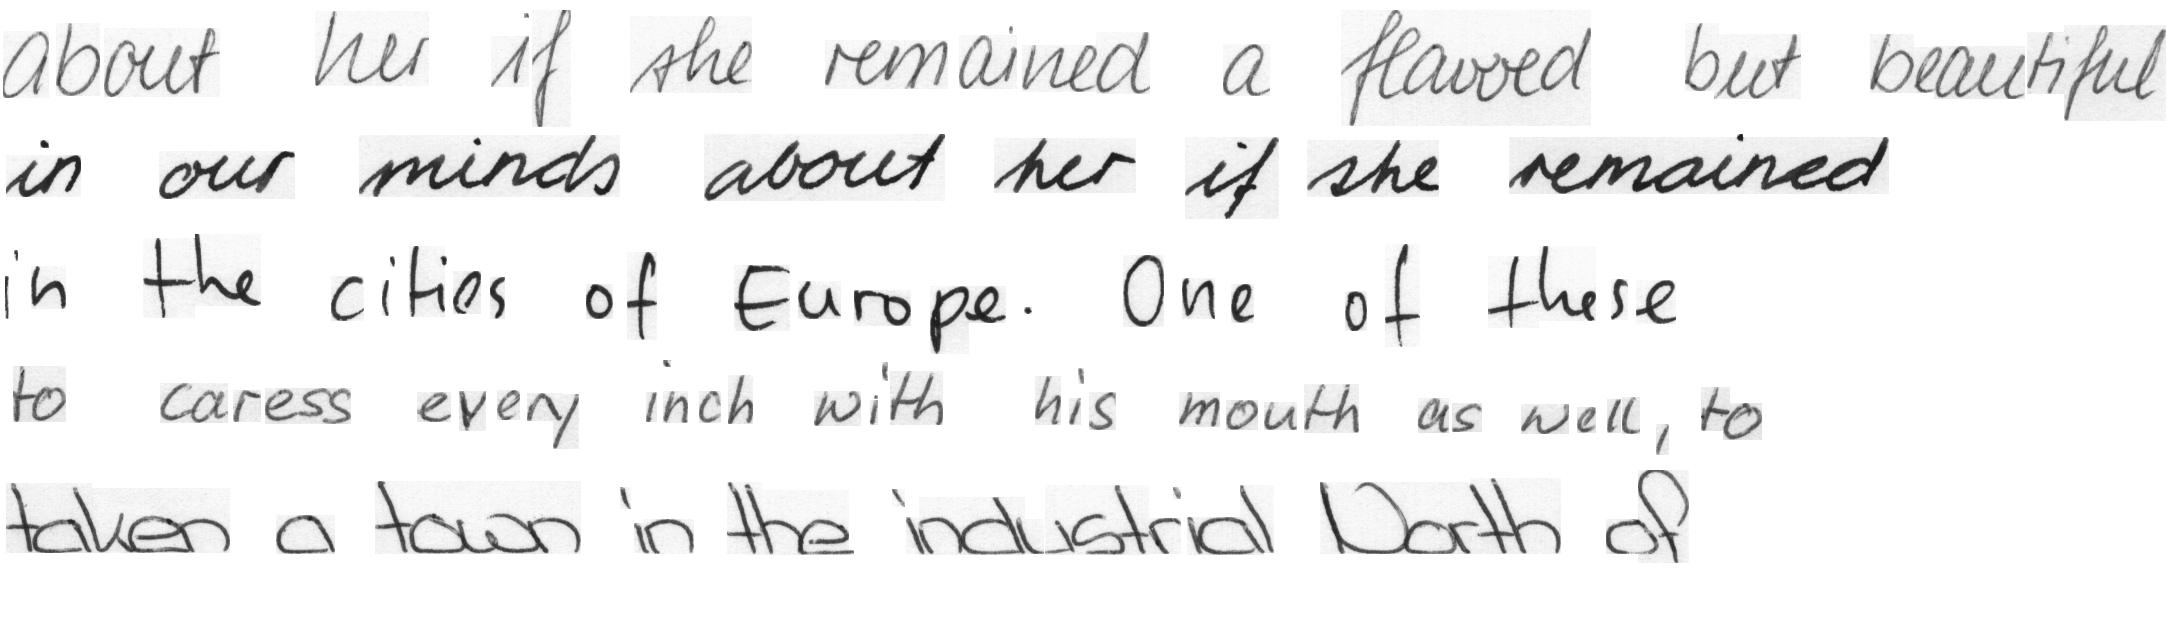 about her if she remained a flawed but beautiful
in our minds about her if she remained
in the cities of Europe. One of these
to caress every inch with his mouth as well, to
taken a town in the industrial North of